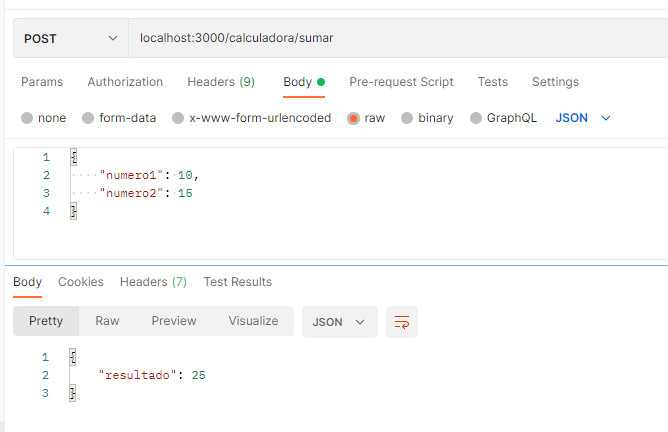 POST localhost:3000/calculadora/sumar
Params Authorization Headers (9) Body Pre-request Script Tests Settings
none form-data x-www-form-urlencoded raw binary GraphQL JSON
1 {
2 "numero1": 10,
3 "numero2": 15
4 }
Body Cookies Headers (7) Test Results
Pretty Raw Preview Visualize JSON
1 {
2 "resultado": 25
3 }